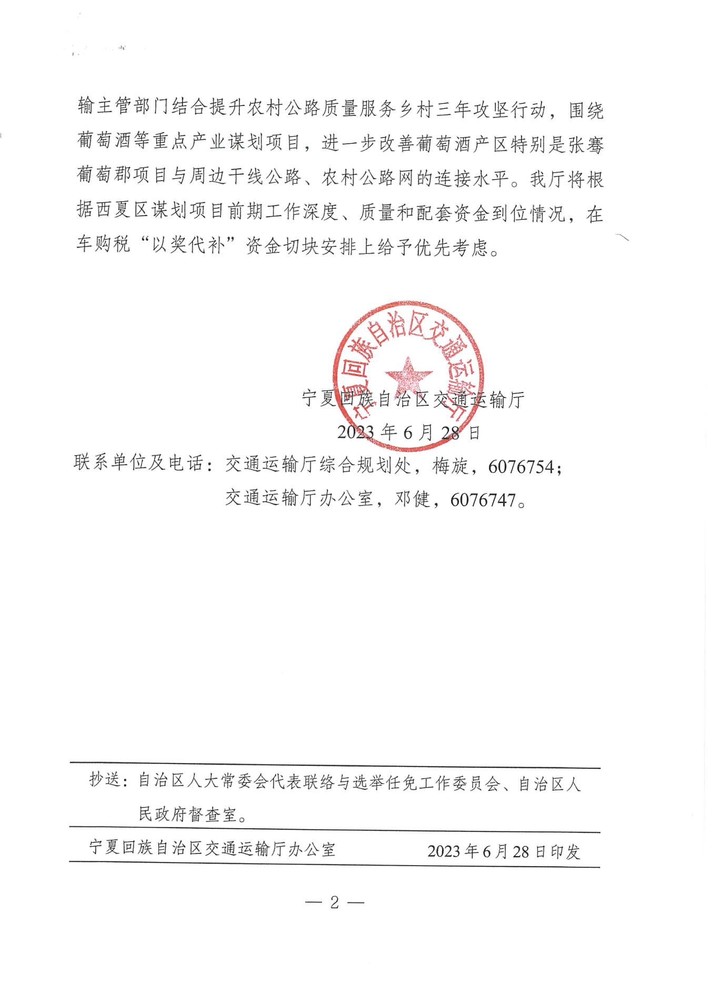 输主管部门结合提升农村公路质量服务乡村三年攻坚行动，围绕
葡萄酒等重点产业谋划项目，进一步改善葡萄酒产区特别是张骞
葡萄郡项目与周边干线公路、农村公路网的连接水平。我厅将根
据西夏区谋划项目前期工作深度、质量和配套资金到位情况，在
车购税“以奖代补”资金切块安排上给予优先考虑。
宁夏回族自治区交通运输厅
宁夏回族自治区交通运输厅
2023 年 6 月 28 日
联系单位及电话：交通运输厅综合规划处，梅旋，6076754；
交通运输厅办公室，邓健，6076747。
抄送：自治区人大常委会代表联络与选举任免工作委员会、自治区人
民政府督查室。
宁夏回族自治区交通运输厅办公室 2023 年 6 月 28 日印发
— 2 —